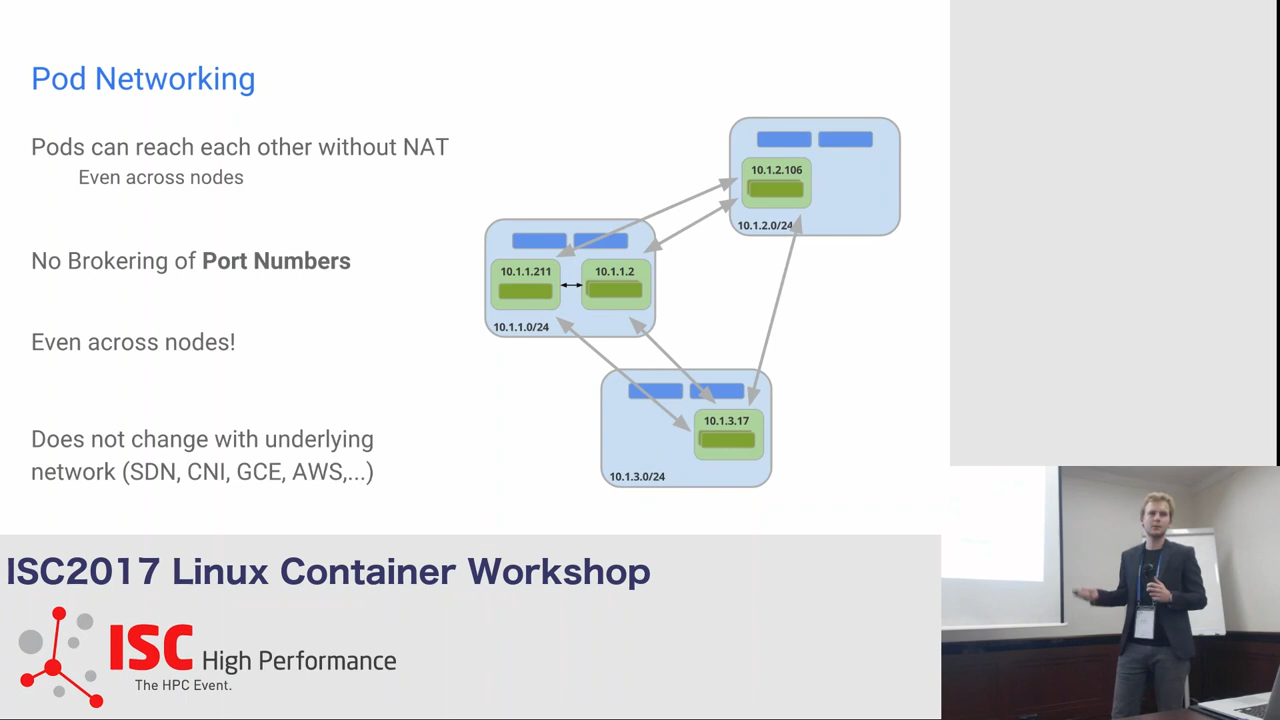 Pod Networking
Pods can reach each other without NAT
Even across nodes
No Brokering of Port Numbers
Even across nodes!
Does not change with underlying
network (SDN, CNI, GCE, AWS,...)
10.1.2.106
10.1.2.0/24
10.1.1.211
10.1.1.2
10.1.1.0/24
10.1.3.17
10.1.3.0/24
ISC2017 Linux Container Workshop
ISC High Performance
The HPC Event.